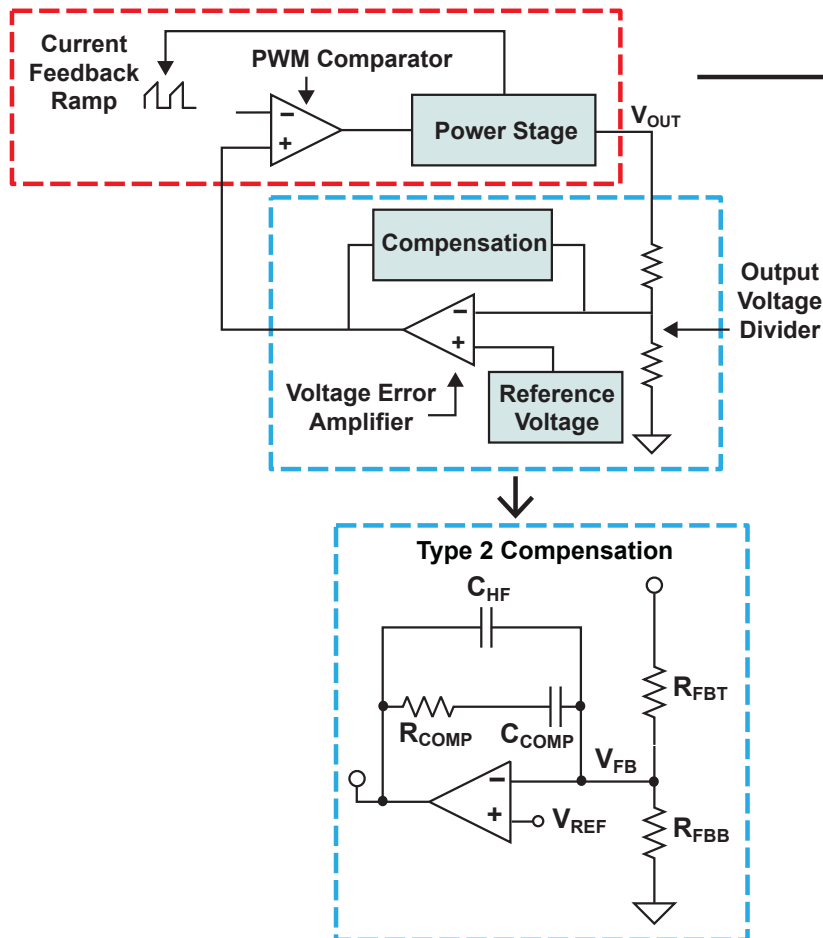 Current
Feedback
Ramp
PWM Comparator
−
+
Power Stage
VOUT
Compensation
−
+
Output
Voltage
Divider
Voltage Error
Amplifier
Reference
Voltage
Type 2 Compensation
CHF
RCOMP
CCOMP
RFBT
VFB
−
+
VREF
RFBB